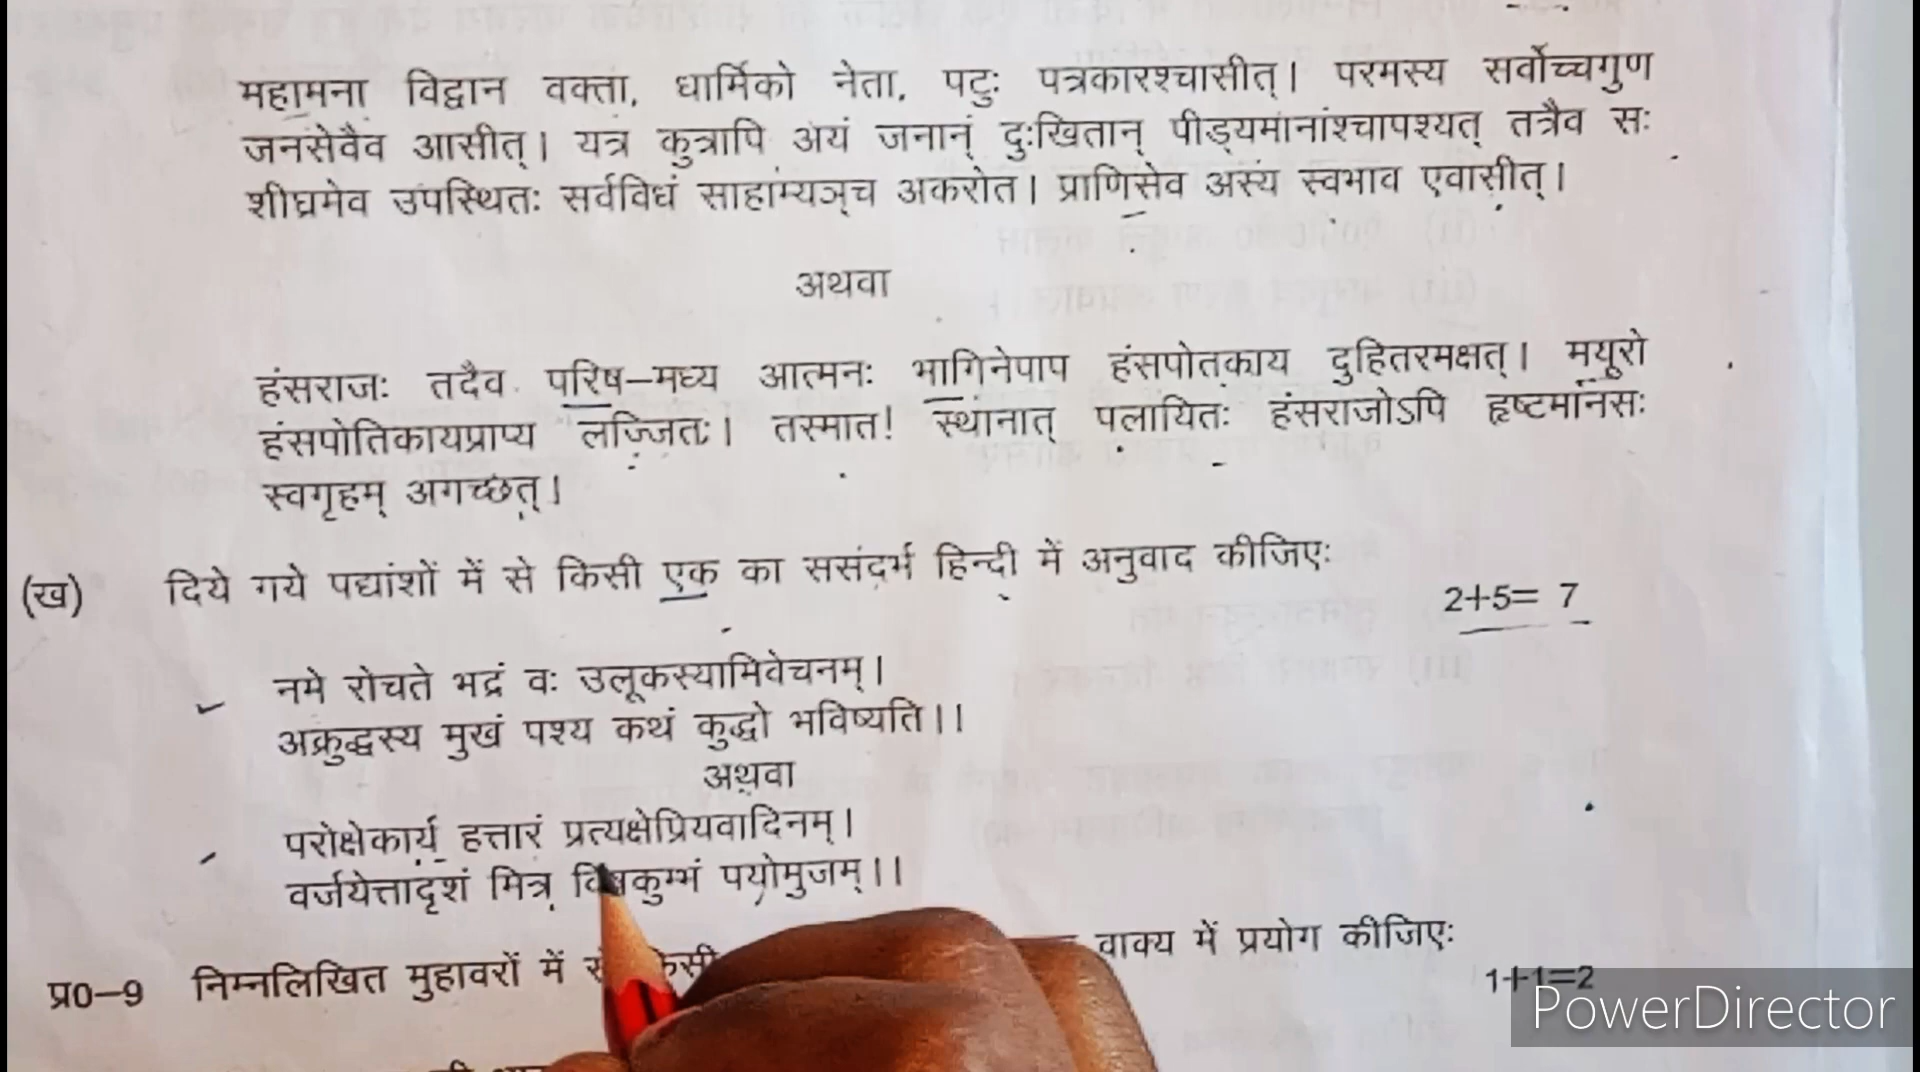 महामना विद्वान वक्ता, धार्मिको नेता, पटुः पत्रकारश्चासीत्। परमस्य सर्वोच्चगुण
जनसेवैव आसीत्। यत्र कुत्रापि अयं जनानं दुःखितान् पीड्यमानांश्चापश्यत् तत्रैव सः
शीघ्रमेव उपस्थितः सर्वविधं साहाम्यञ्च अकरोत। प्राणिसेव अस्य स्वभाव एवासीत्।
अथवा
हंसराजः तदैव परिष–मध्य आत्मनः भागिनेपाप हंसपोतकाय दुहितरमक्षत्। मयूरो
हंसपोतिकायप्राप्य लज्जितः। तस्मात! स्थानात् पलायितः हंसराजोऽपि हृष्टमानसः
स्वगृहम् अगच्छत्।
(ख) दिये गये पद्यांशों में से किसी एक का ससंदर्भ हिन्दी में अनुवाद कीजिएः
2+5= 7
नमे रोचते भद्रं वः उलूकस्यामिवेचनम्।
अक्रुद्धस्य मुखं पश्य कथं कुद्धो भविष्यति।।
अथवा
परोक्षेकार्य हत्तारं प्रत्यक्षेप्रियवादिनम्।
वर्जयेत्तादृशं मित्र कुम्भं पयोमुजम्।।
प्र0–9 निम्नलिखित मुहावरों में वाक्य में प्रयोग कीजिएः
1+1=2
PowerDirector